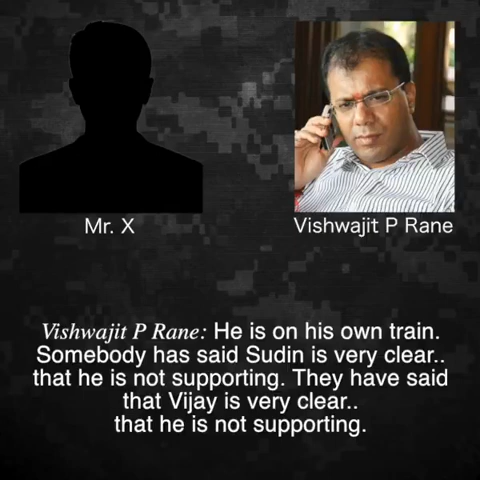 Mr. X
Vishwajit P Rane
Vishwajit P Rane: He is on his own train.
Somebody has said Sudin is very clear..
that he is not supporting. They have said
that Vijay is very clear..
that he is not supporting.